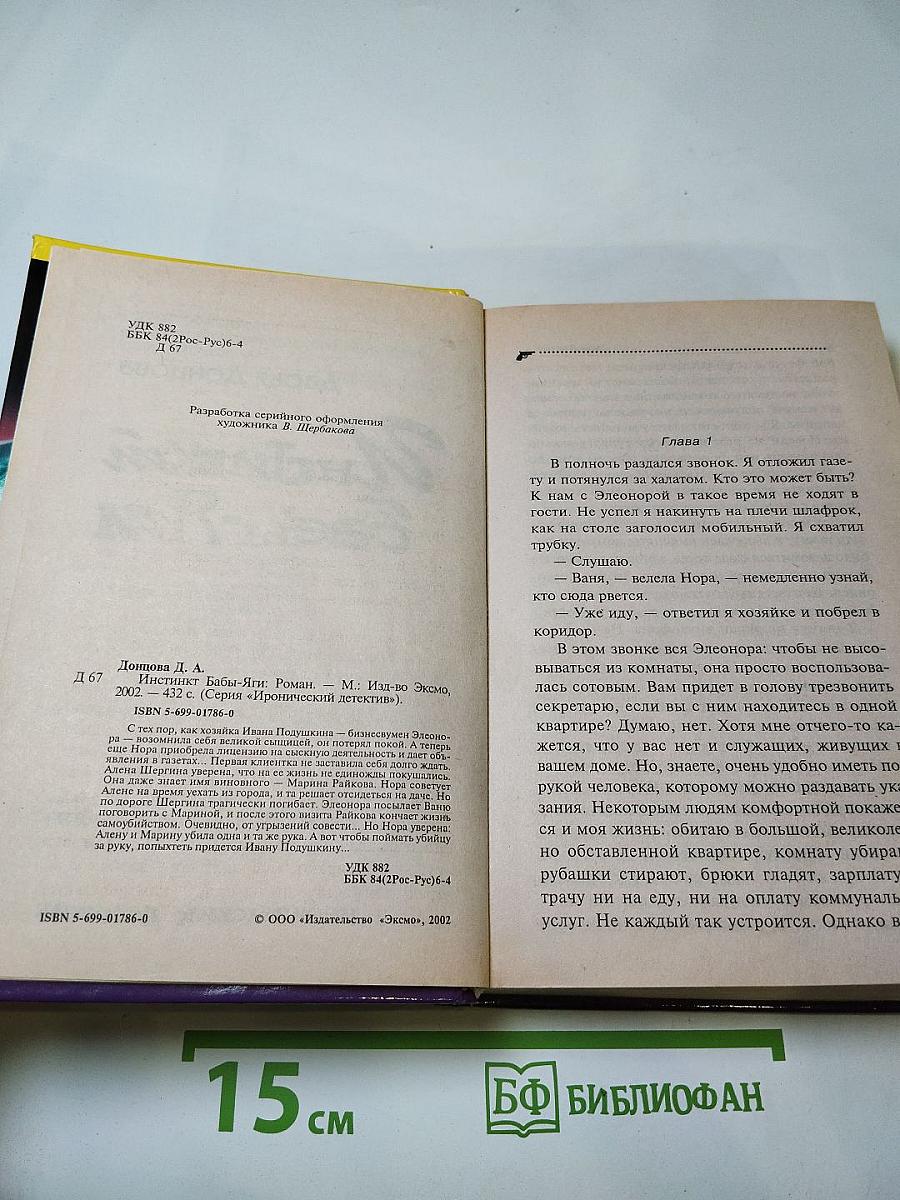 УДК 882
ББК 84(2Рос-Рус)6-4
Д 67
Разработка серийного оформления
художника В. Щербакова
Донцова Д. А.
Д 67 Инстинкт Бабы-Яги: Роман. — М.: Изд-во Эксмо,
2002. — 432 с. (Серия «Иронический детектив»).
ISBN 5-699-01786-0
С тех пор, как хозяйка Ивана Подушкина — бизнесвумен Элеоно-
ра — возомнила себя великой сыщицей, он потерял покой. А теперь
еще Нора приобрела лицензию на сыскную деятельность и дает объ-
явления в газетах... Первая клиентка не заставила себя долго ждать.
Алена Шергина уверена, что на ее жизнь не единожды покушались.
Она даже знает имя виновного — Марина Райкова. Нора советует
Алене на время уехать из города, и та решает отсидеться на даче. Но
по дороге Шергина трагически погибает. Элеонора посылает Ваню
поговорить с Мариной, и после этого визита Райкова кончает жизнь
самоубийством. Очевидно, от угрызений совести... Но Нора уверена:
Алену и Марину убила одна и та же рука. А вот чтобы поймать убийцу
за руку, попыхтеть придется Ивану Подушкину...
УДК 882
ББК 84(2Рос-Рус)6-4
ISBN 5-699-01786-0
© ООО «Издательство «Эксмо», 2002
Глава 1
В полночь раздался звонок. Я отложил газе-
ту и потянулся за халатом. Кто это может быть?
К нам с Элеонорой в такое время не ходят в
гости. Не успел я накинуть на плечи шлафрок,
как на столе заголосил мобильный. Я схватил
трубку.
— Слушаю.
— Ваня, — велела Нора, — немедленно узнай,
кто сюда рвется.
— Уже иду, — ответил я хозяйке и побрел в
коридор.
В этом звонке вся Элеонора: чтобы не высо-
вываться из комнаты, она просто воспользова-
лась сотовым. Вам придет в голову трезвонить
секретарю, если вы с ним находитесь в одной
квартире? Думаю, нет. Хотя мне отчего-то ка-
жется, что у вас нет и служащих, живущих
вашем доме. Но, знаете, очень удобно иметь по
рукой человека, которому можно раздавать ука
зания. Некоторым людям комфортной покаже
ся и моя жизнь: обитаю в большой, великоле
но обставленной квартире, комнату убира
рубашки стирают, брюки гладят, зарплату
трачу ни на еду, ни на оплату коммуналь
услуг. Не каждый так устроится. Однако в
15 см
БФ БИБЛИОФАН